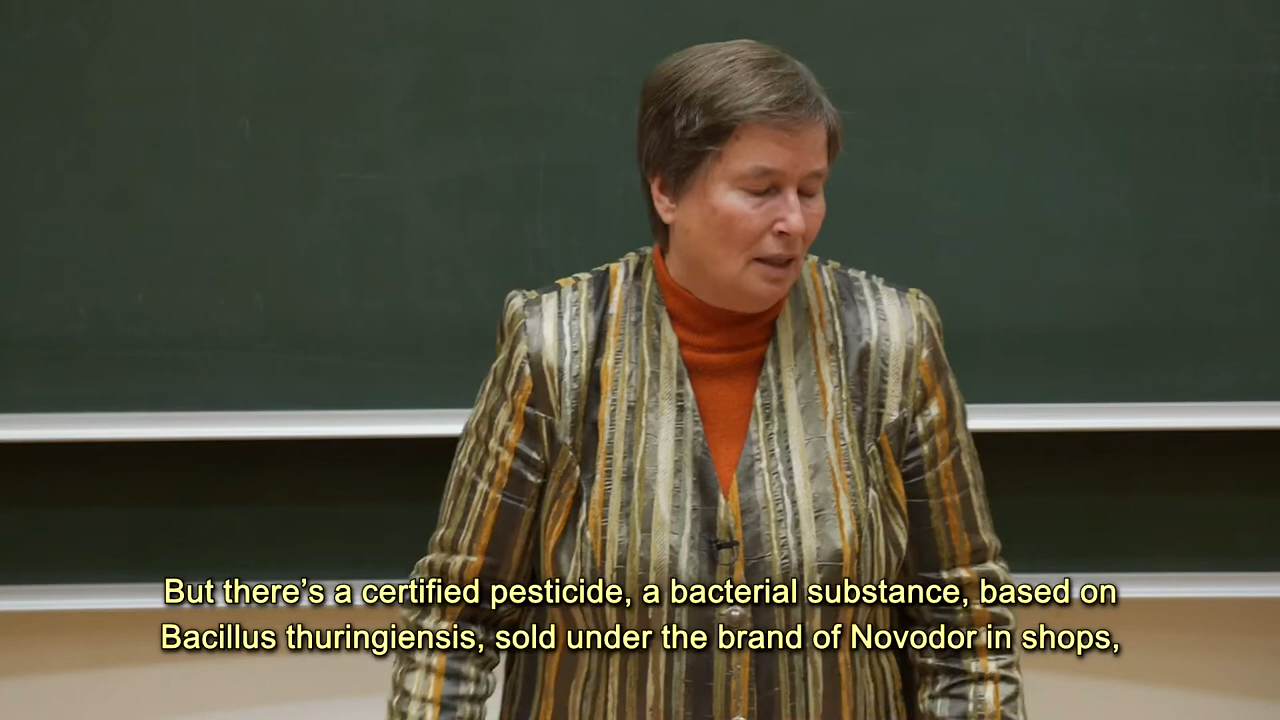 But there’s a certified pesticide, a bacterial substance, based on
Bacillus thuringiensis, sold under the brand of Novodor in shops,